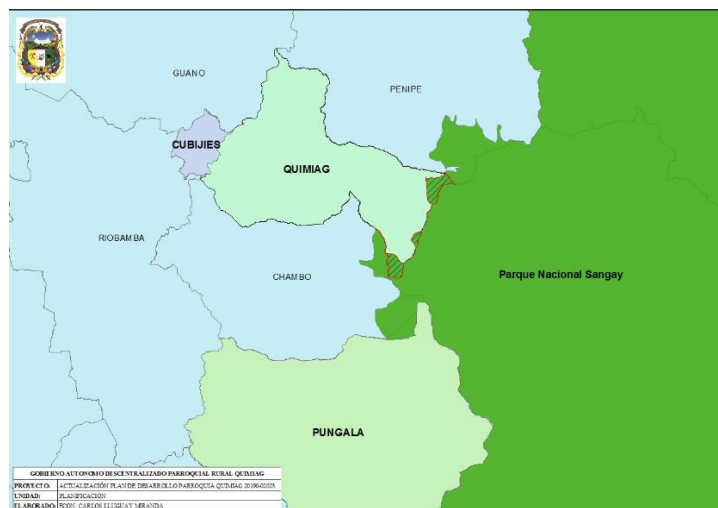 GUANO
PENIPE
CUBIJIES
QUIMIAG
RIOBAMBA
CHAMBO
Parque Nacional Sangay
PUNGALA
GOBIERNO AUTONOMO DESCENTRALIZADO PARROQUIAL RURAL QUIMIAG
PROYECTO: ACTUALIZACIÓN PLAN DE DESARROLLO PARROQUIA QUIMIAG
UNIDAD: PLANIFICACIÓN
ELABORADO: ECON. CARLOS LLUGUAY MIRANDA